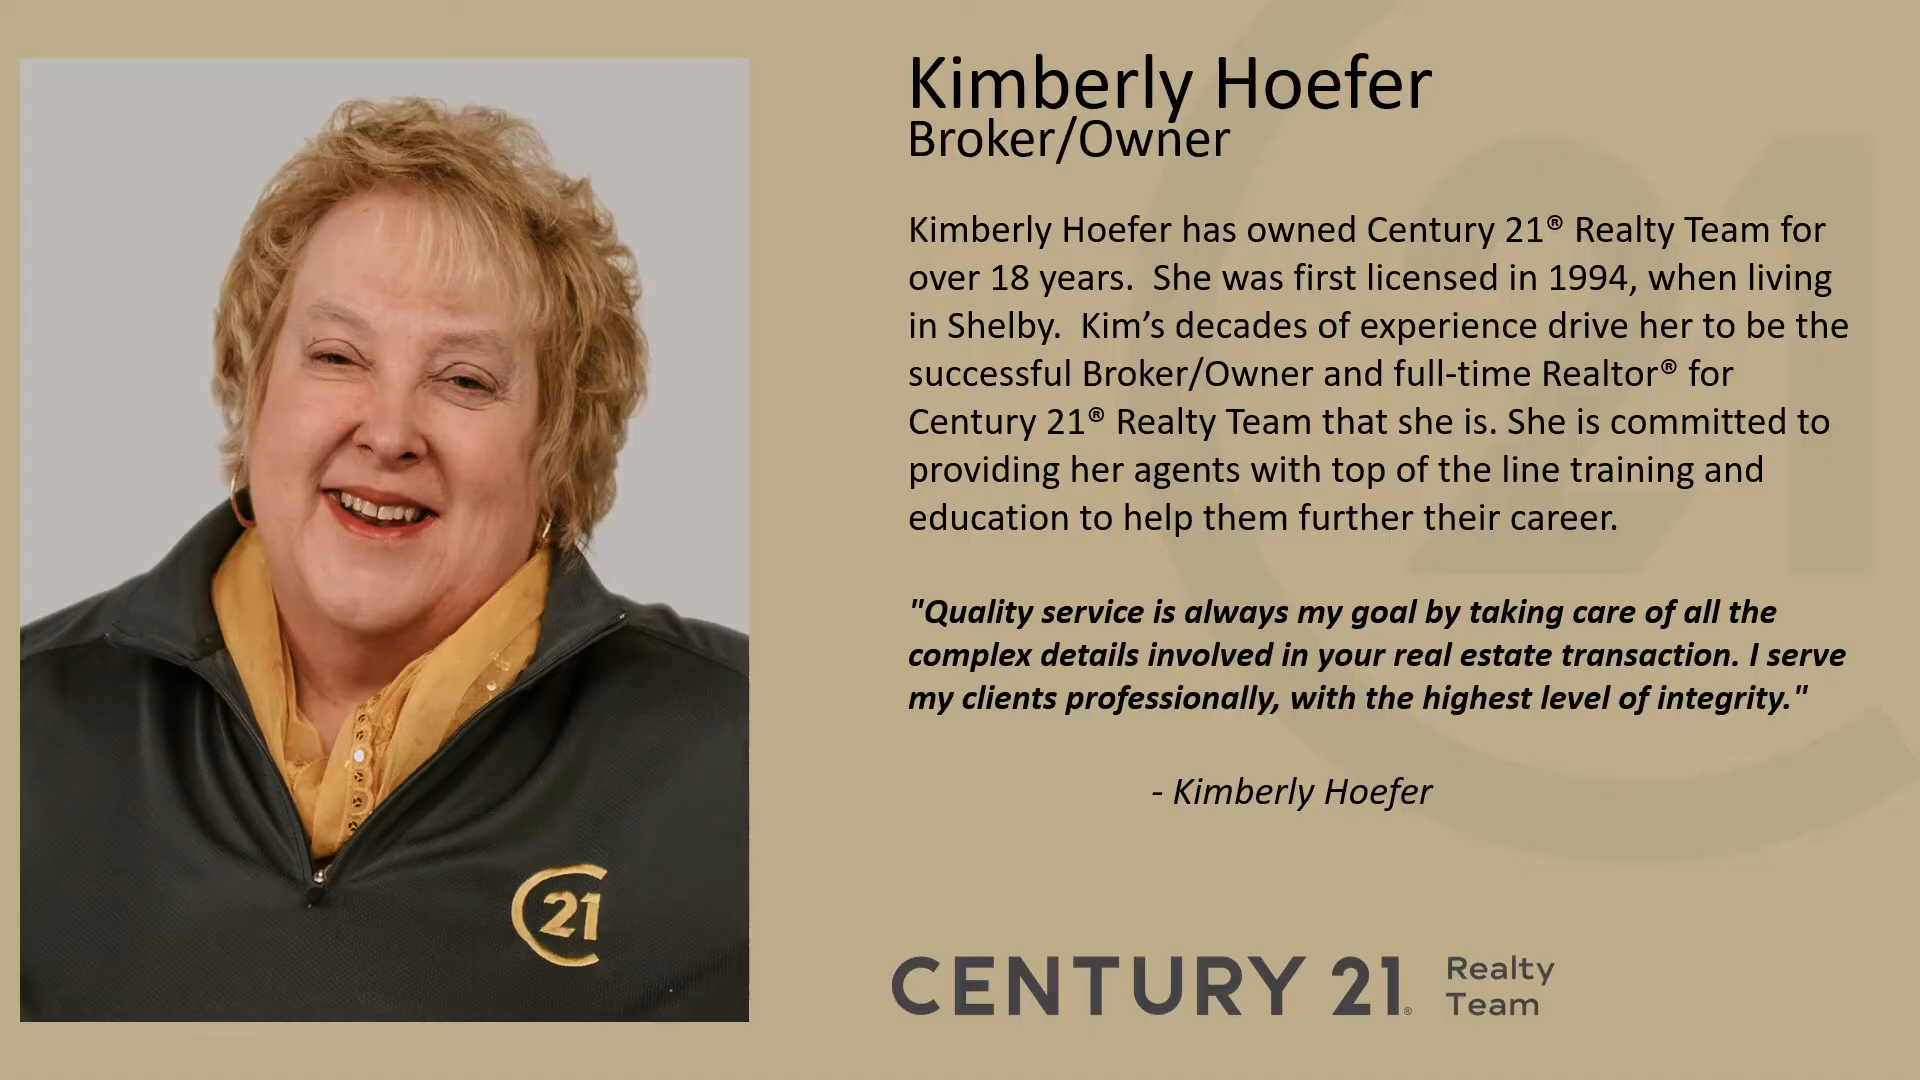 Kimberly Hoefer
Broker/Owner
Kimberly Hoefer has owned Century 21® Realty Team for
over 18 years.  She was first licensed in 1994, when living
in Shelby.  Kim’s decades of experience drive her to be the
successful Broker/Owner and full-time Realtor® for
Century 21® Realty Team that she is. She is committed to
providing her agents with top of the line training and
education to help them further their career.
"Quality service is always my goal by taking care of all the
complex details involved in your real estate transaction. I serve
my clients professionally, with the highest level of integrity."
- Kimberly Hoefer
C21
CENTURY 21® Realty
Team